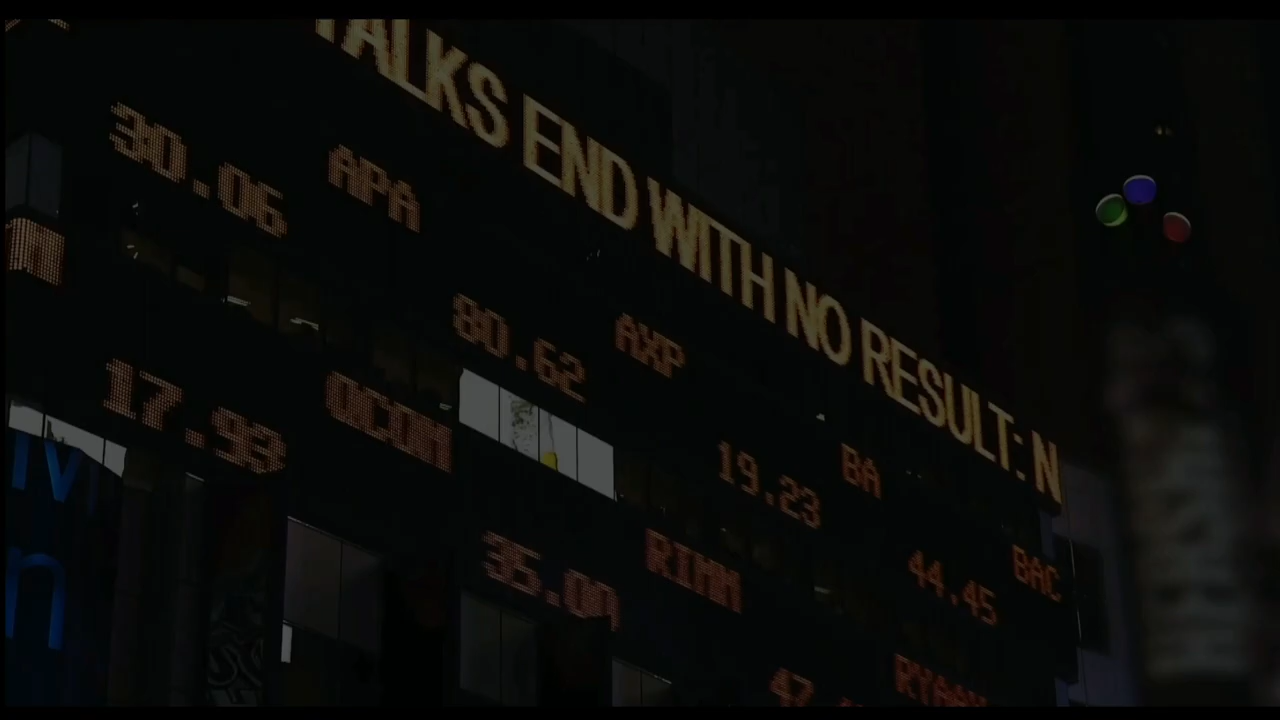 TALKS END WITH NO RESULT: N
30.06 APA
80.62 AXP
19.23 BA
44.45 BAC
17.93 QCOM
35.00 RIMM
47